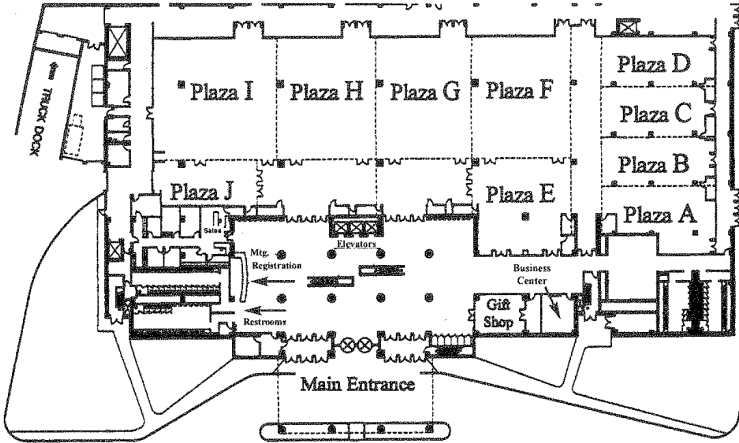 TRUCK DOCK
Plaza I
Plaza H
Plaza G
Plaza F
Plaza D
Plaza C
Plaza B
Plaza A
Plaza J
Plaza E
Sales
Elevators
Mtg.
Registration
Restrooms
Business
Center
Gift
Shop
Main Entrance